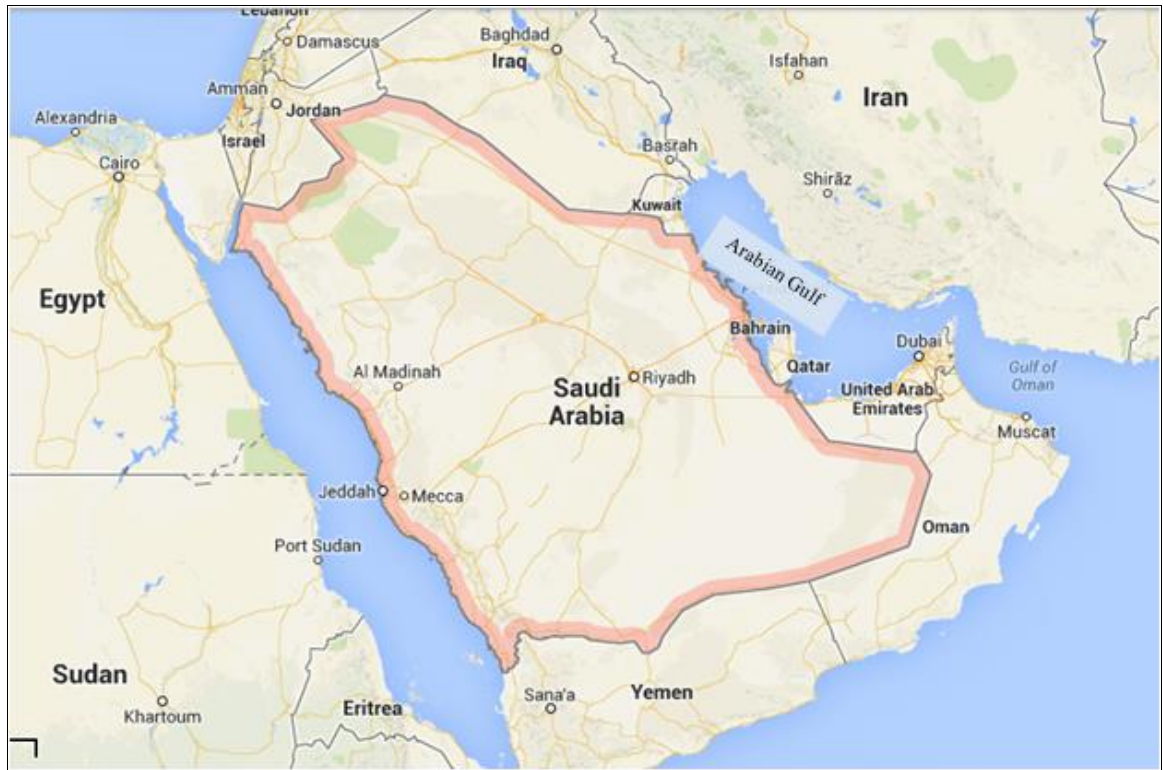 Lebanon
Damascus
Baghdad
Iraq
Isfahan
Iran
Amman
Jordan
Alexandria
Israel
Cairo
Basrah
Shirāz
Kuwait
Arabian Gulf
Egypt
Bahrain
Dubai
Al Madinah
Riyadh
Qatar
Gulf of
Oman
Saudi
Arabia
United Arab
Emirates
Muscat
Jeddah
Mecca
Oman
Port Sudan
Sudan
Khartoum
Eritrea
Sana'a
Yemen